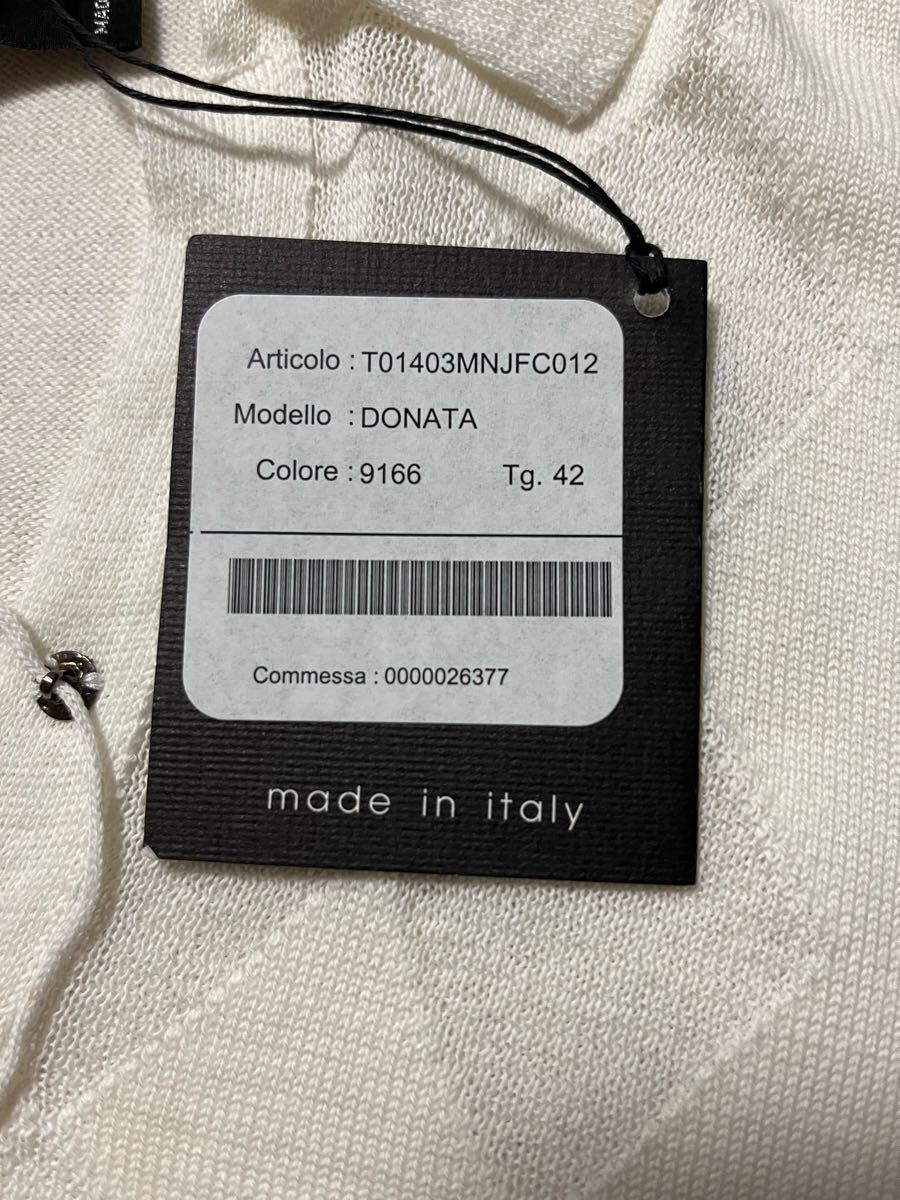 Articolo : T01403MNJFC012
Modello : DONATA
Colore : 9166 Tg. 42
Commessa : 0000026377
made in italy